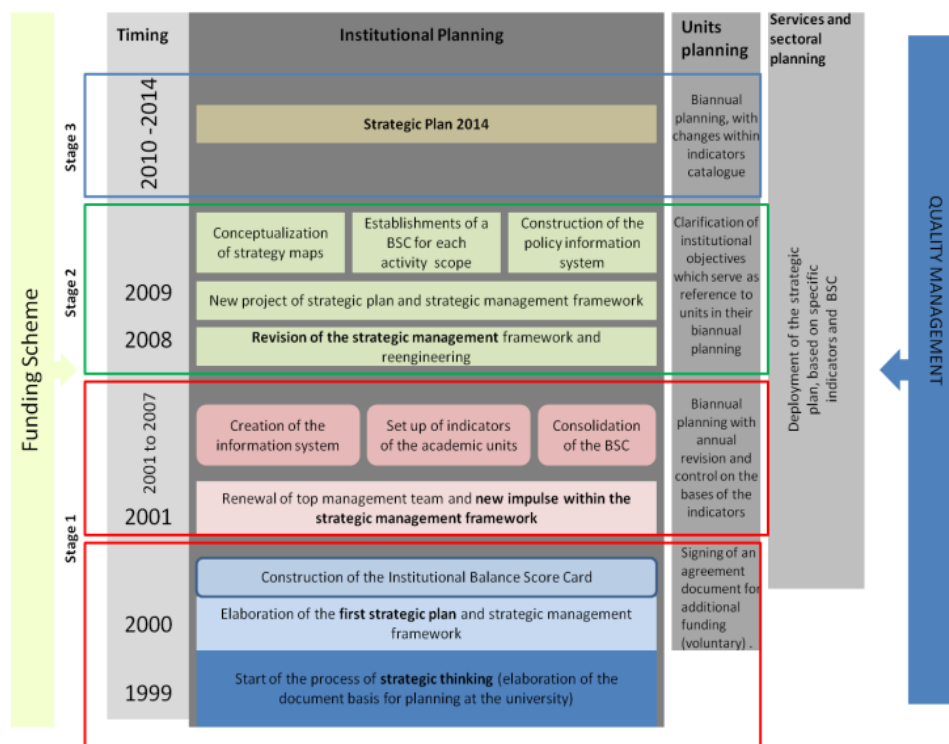 Timing
Institutional Planning
Units
planning
Services and
sectoral
planning
Funding Scheme
QUALITY MANAGEMENT
Stage 3
2010 -2014
Strategic Plan 2014
Biannual
planning, with
changes within
indicators
catalogue
Stage 2
Conceptualization
of strategy maps
Establishments of a
BSC for each
activity scope
Construction of the
policy information
system
2009
New project of strategic plan and strategic management framework
2008
Revision of the strategic management framework and
reengineering
Clarification of
institutional
objectives
which serve as
reference to
units in their
biannual
planning
Deployment of the strategic
plan, based on specific
indicators and BSC
Stage 1
2001 to 2007
Creation of the
information system
Set up of indicators
of the academic units
Consolidation
of the BSC
2001
Renewal of top management team and new impulse within the
strategic management framework
Biannual
planning with
annual
revision and
control on the
bases of the
indicators
Construction of the Institutional Balance Score Card
2000
Elaboration of the first strategic plan and strategic management
framework
Signing of an
agreement
document for
additional
funding
(voluntary) .
1999
Start of the process of strategic thinking (elaboration of the
document basis for planning at the university)